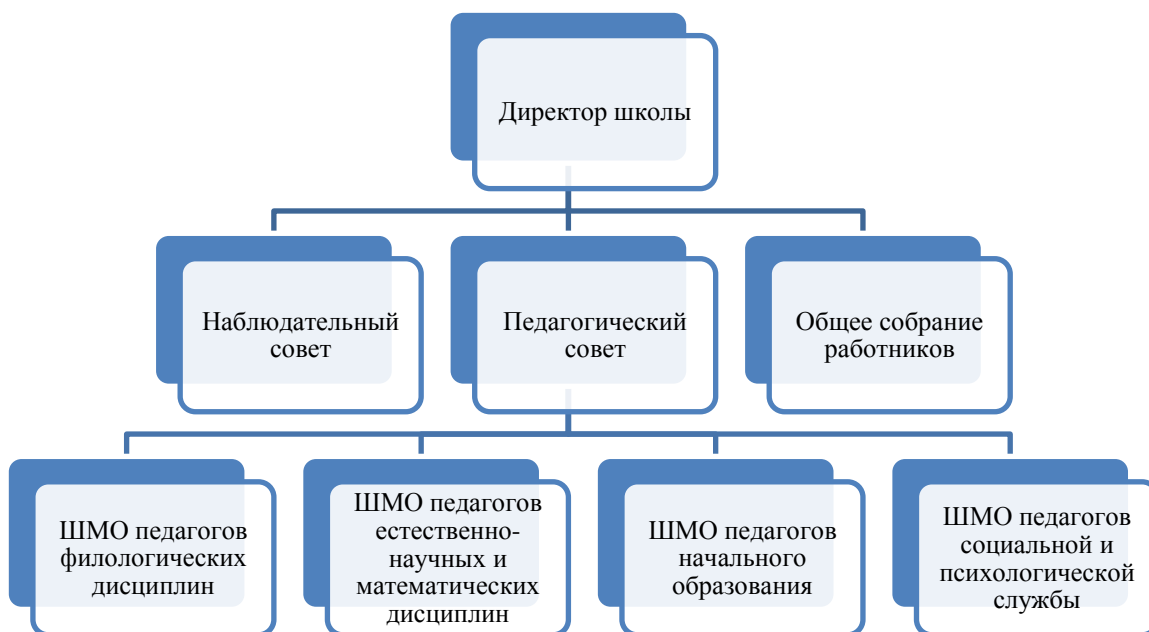 Директор школы
Наблюдательный
совет
Педагогический
совет
Общее собрание
работников
ШМО педагогов
филологических
дисциплин
ШМО педагогов
естественно-
научных и
математических
дисциплин
ШМО педагогов
начального
образования
ШМО педагогов
социальной и
психологической
службы